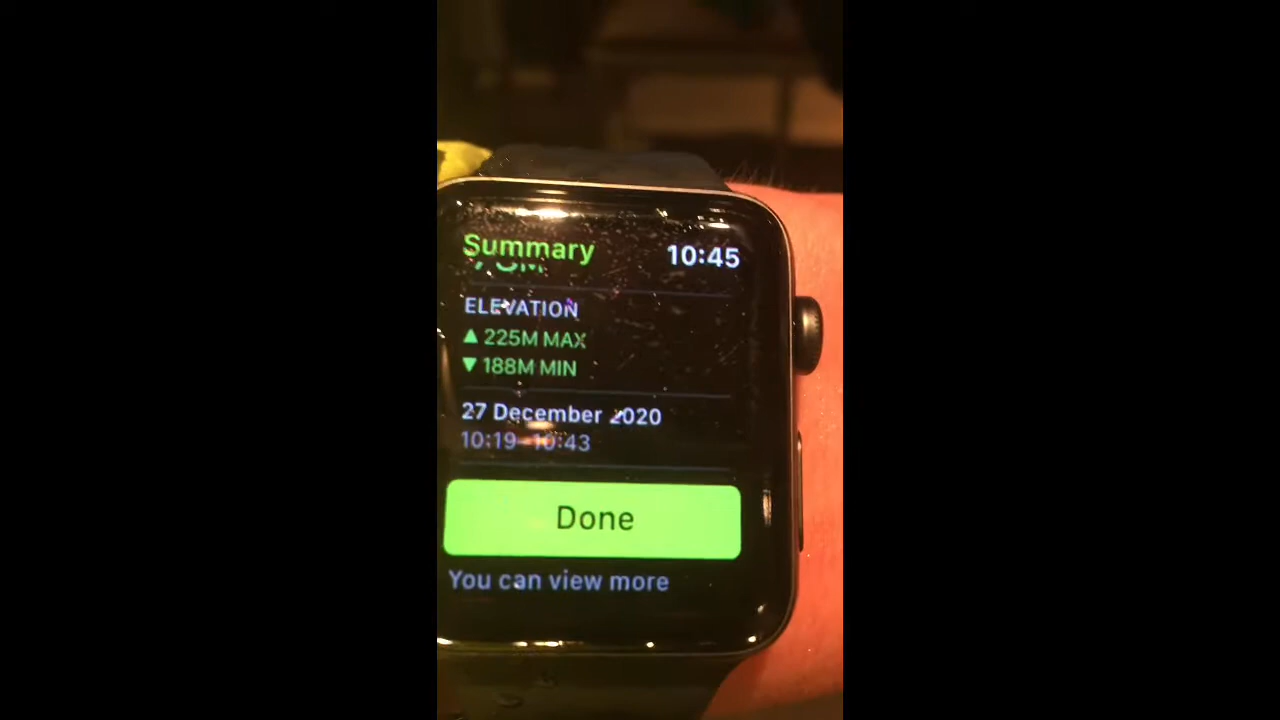 Summary
10:45
ELEVATION
▲ 225M MAX
▼ 188M MIN
27 December 2020
10:19–10:43
Done
You can view more